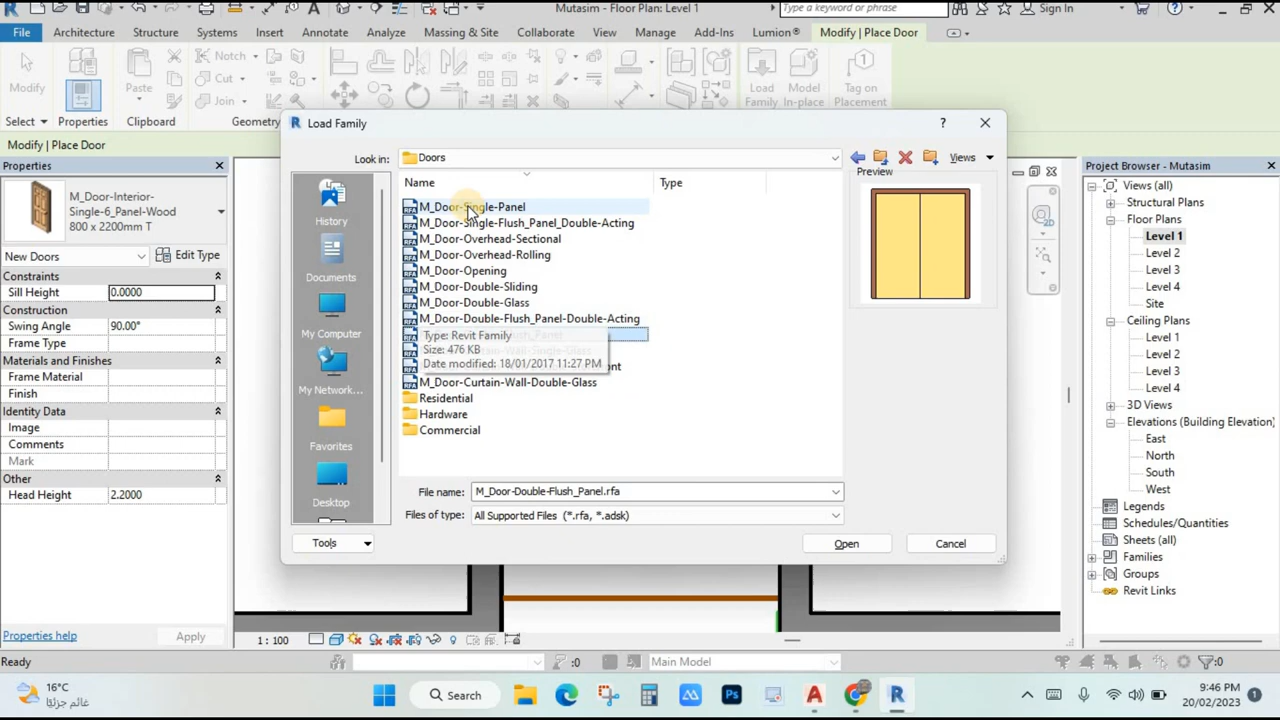 Mutasim - Floor Plan: Level 1
Type a keyword or phrase
Sign In
File
Architecture
Structure
Systems
Insert
Annotate
Analyze
Massing & Site
Collaborate
View
Manage
Add-Ins
Lumion®
Modify | Place Door
Modify
Paste
Notch
Cut
Join
Load
Family
Model
In-place
Tag on
Placement
Select
Properties
Clipboard
Geometry
Modify | Place Door
Properties
M_Door-Interior-
Single-6_Panel-Wood
800 x 2200mm T
New Doors
Edit Type
Constraints
Sill Height
0.0000
Construction
Swing Angle
90.00°
Frame Type
Materials and Finishes
Frame Material
Finish
Identity Data
Image
Comments
Mark
Other
Head Height
2.2000
Properties help
Apply
Load Family
Look in:
Doors
Views
History
Documents
My Computer
My Network...
Favorites
Desktop
Name
Type
M_Door-Single-Panel
M_Door-Single-Flush_Panel_Double-Acting
M_Door-Overhead-Sectional
M_Door-Overhead-Rolling
M_Door-Opening
M_Door-Double-Sliding
M_Door-Double-Glass
M_Door-Double-Flush_Panel-Double-Acting
Type: Revit Family
Size: 476 KB
Date modified: 18/01/2017 11:27 PM
M_Door-Curtain-Wall-Double-Glass
Residential
Hardware
Commercial
File name:
M_Door-Double-Flush_Panel.rfa
Files of type:
All Supported Files (*.rfa, *.adsk)
Tools
Open
Cancel
Preview
Project Browser - Mutasim
Views (all)
Structural Plans
Floor Plans
Level 1
Level 2
Level 3
Level 4
Site
Ceiling Plans
Level 1
Level 2
Level 3
Level 4
3D Views
Elevations (Building Elevation)
East
North
South
West
Legends
Schedules/Quantities
Sheets (all)
Families
Groups
Revit Links
1 : 100
Ready
:0
Main Model
:0
16°C
غائم جزئيًا
Search
Ps
9:46 PM
20/02/2023